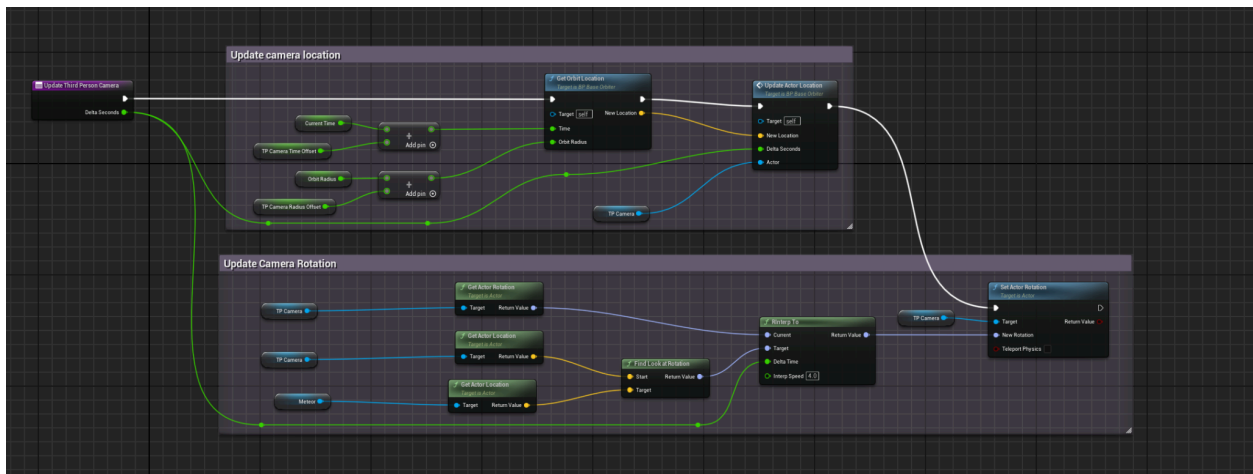 Update camera location
Update Third Person Camera
Delta Seconds
Get Orbit Location
Target is BP Base Orbiter
Target self
New Location
Time
Orbit Radius
Update Actor Location
Target is BP Base Orbiter
Target self
New Location
Delta Seconds
Actor
Current Time
TP Camera Time Offset
+
Add pin
Orbit Radius
TP Camera Radius Offset
+
Add pin
TP Camera
Update Camera Rotation
TP Camera
Get Actor Rotation
Target is Actor
Target Return Value
TP Camera
Get Actor Location
Target is Actor
Target Return Value
Meteor
Get Actor Location
Target is Actor
Target Return Value
Find Look at Rotation
Start Return Value
Target
RInterp To
Current Return Value
Target
Delta Time
Interp Speed 4.0
TP Camera
Set Actor Rotation
Target is Actor
Target Return Value
New Rotation
Teleport Physics